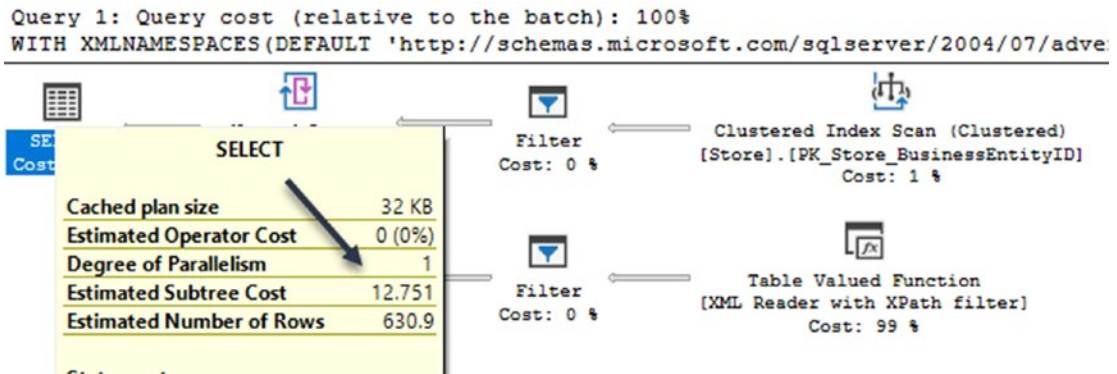 Query 1: Query cost (relative to the batch): 100%
WITH XMLNAMESPACES(DEFAULT 'http://schemas.microsoft.com/sqlserver/2004/07/adve
Filter
Cost: 0 %
Clustered Index Scan (Clustered)
[Store].[PK_Store_BusinessEntityID]
Cost: 1 %
SE
Cost
SELECT
Cached plan size 32 KB
Estimated Operator Cost 0 (0%)
Degree of Parallelism 1
Estimated Subtree Cost 12.751
Estimated Number of Rows 630.9
Filter
Cost: 0 %
Table Valued Function
[XML Reader with XPath filter]
Cost: 99 %